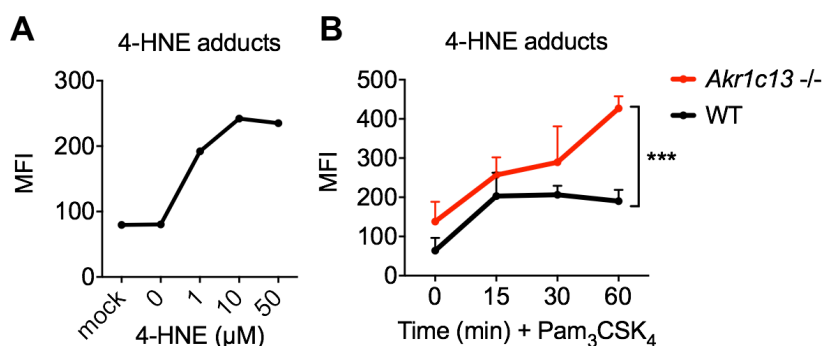 A
4-HNE adducts
MFI
300
200
100
0
mock
0
1
10
50
4-HNE (µM)
B
4-HNE adducts
MFI
500
400
300
200
100
0
0
15
30
60
Time (min) + Pam₃CSK₄
***
Akr1c13 -/-
WT